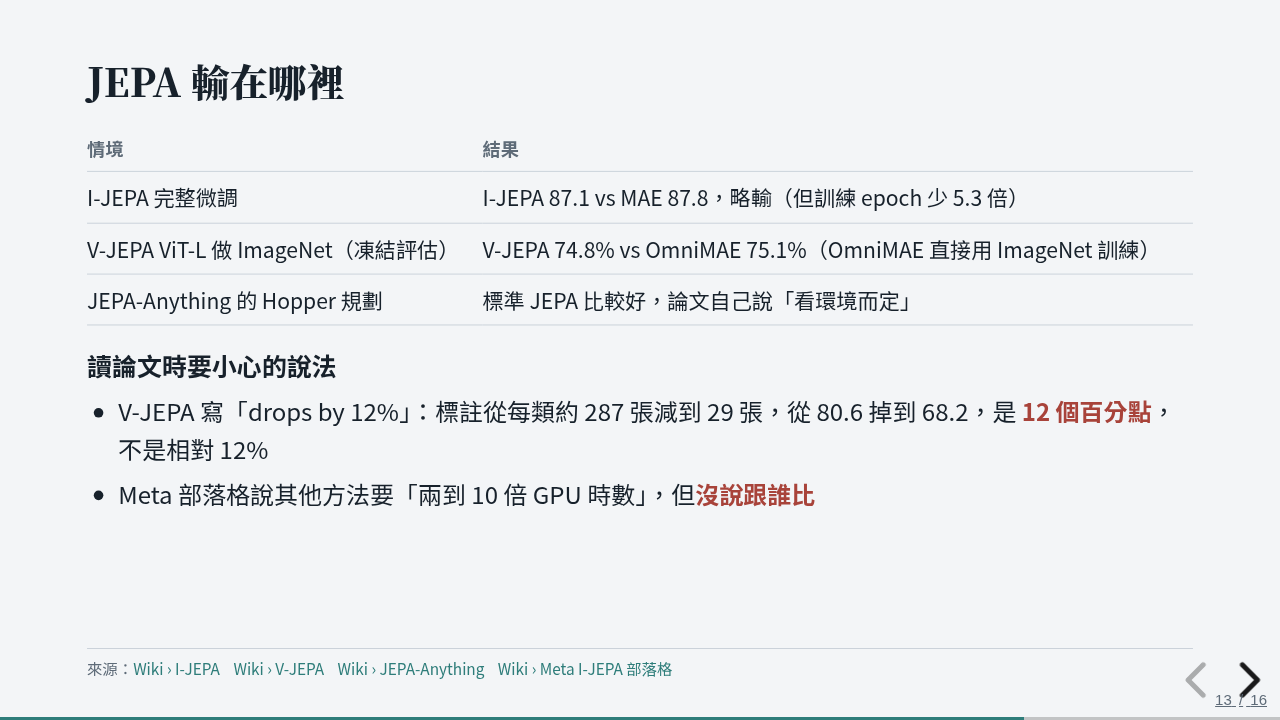 JEPA 輸在哪裡
情境 結果
I-JEPA 完整微調 I-JEPA 87.1 vs MAE 87.8，略輸（但訓練 epoch 少 5.3 倍）
V-JEPA ViT-L 做 ImageNet（凍結評估） V-JEPA 74.8% vs OmniMAE 75.1%（OmniMAE 直接用 ImageNet 訓練）
JEPA-Anything 的 Hopper 規劃 標準 JEPA 比較好，論文自己說「看環境而定」
讀論文時要小心的說法
• V-JEPA 寫「drops by 12%」：標註從每類約 287 張減到 29 張，從 80.6 掉到 68.2，是 12 個百分點，
不是相對 12%
• Meta 部落格說其他方法要「兩到 10 倍 GPU 時數」，但沒說跟誰比
來源：Wiki › I-JEPA Wiki › V-JEPA Wiki › JEPA-Anything Wiki › Meta I-JEPA 部落格
13 / 16